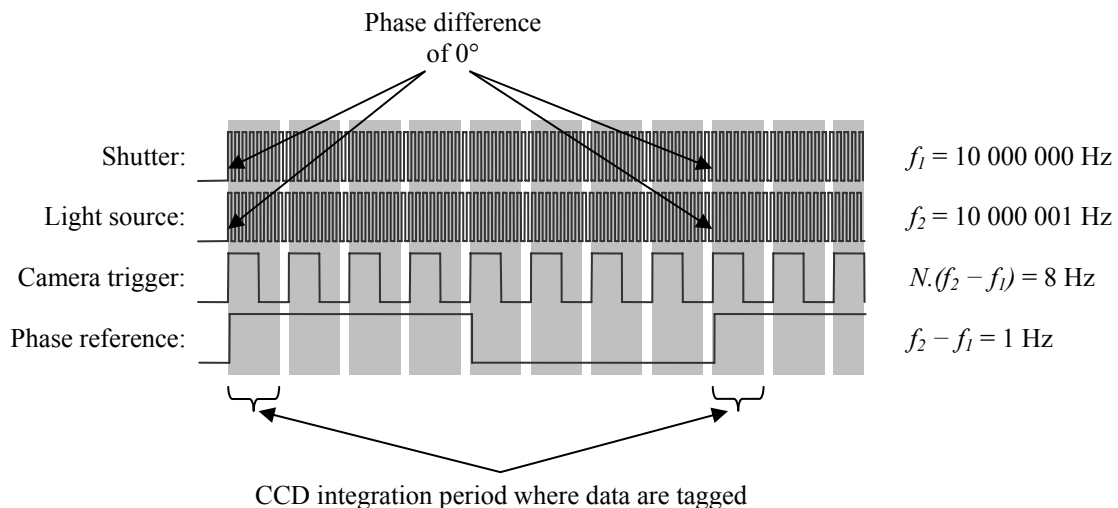 Phase difference
of 0°
Shutter: f₁ = 10 000 000 Hz
Light source: f₂ = 10 000 001 Hz
Camera trigger: N.(f₂ − f₁) = 8 Hz
Phase reference: f₂ − f₁ = 1 Hz
CCD integration period where data are tagged